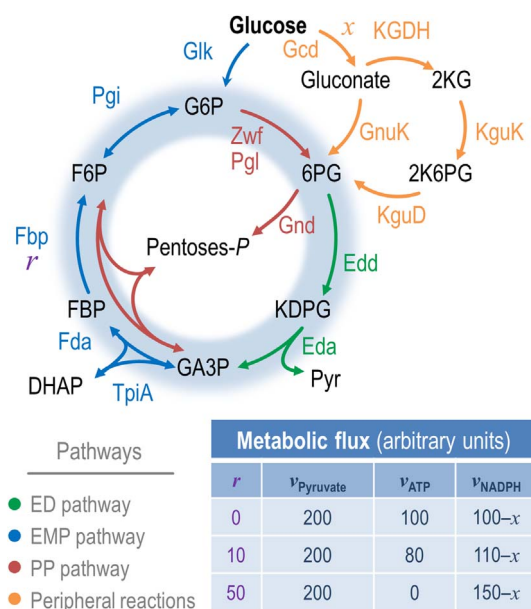 Glucose
x
KGDH
Glk
Gcd
Gluconate
2KG
Pgi
G6P
Zwf
Pgl
GnuK
KguK
F6P
6PG
2K6PG
KguD
Fbp
r
Pentoses-P
Gnd
Edd
FBP
KDPG
Fda
GA3P
Eda
DHAP
TpiA
Pyr
Pathways
ED pathway
EMP pathway
PP pathway
Peripheral reactions
Metabolic flux (arbitrary units)
r vPyruvate vATP vNADPH
0 200 100 100–x
10 200 80 110–x
50 200 0 150–x